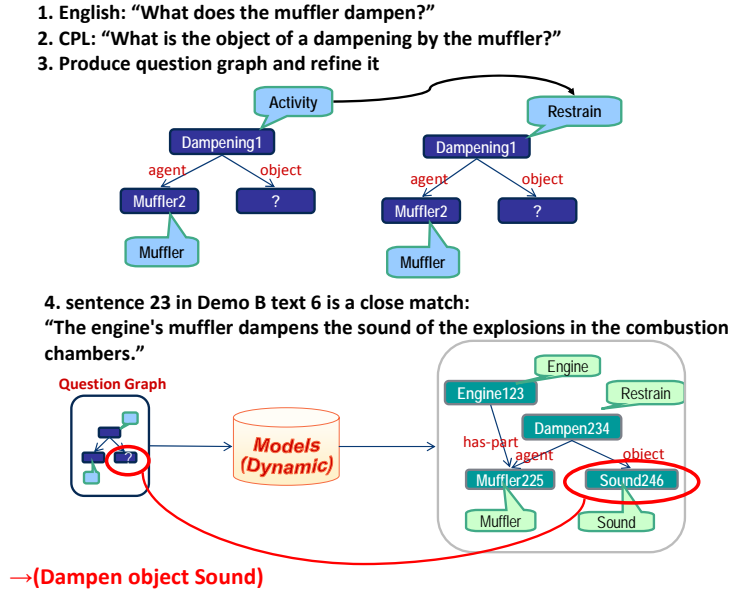 1. English: “What does the muffler dampen?”
2. CPL: “What is the object of a dampening by the muffler?”
3. Produce question graph and refine it
Activity
Restrain
Dampening1
Dampening1
agent
object
agent
object
Muffler2
?
Muffler2
?
Muffler
Muffler
4. sentence 23 in Demo B text 6 is a close match:
“The engine's muffler dampens the sound of the explosions in the combustion
chambers.”
Question Graph
Engine
Engine123
Restrain
?
Models
(Dynamic)
Dampen234
has-part
agent
object
Muffler225
Sound246
Muffler
Sound
→(Dampen object Sound)